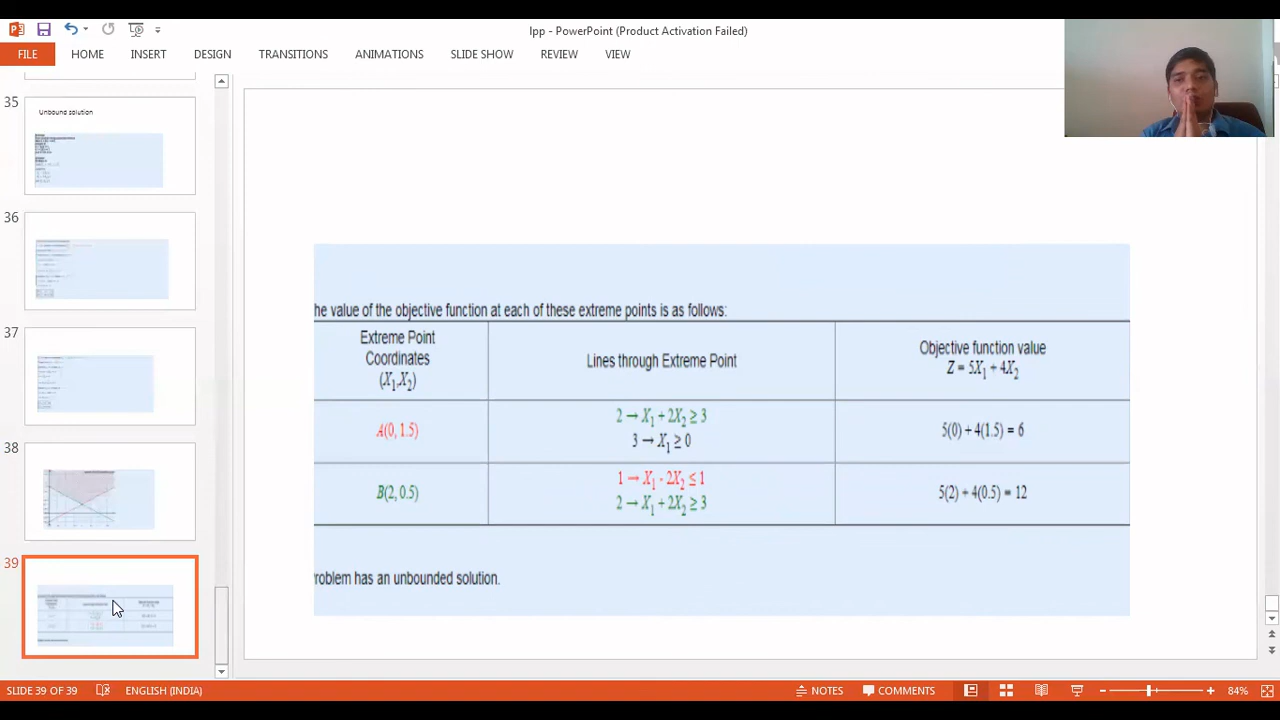 lpp - PowerPoint (Product Activation Failed)
FILE HOME INSERT DESIGN TRANSITIONS ANIMATIONS SLIDE SHOW REVIEW VIEW
35
Unbound solution
36
37
38
39
he value of the objective function at each of these extreme points is as follows:
Extreme Point
Coordinates
(X₁,X₂)
Lines through Extreme Point
Objective function value
Z = 5X₁ + 4X₂
A(0, 1.5)
2 → X₁ + 2X₂ ≥ 3
3 → X₁ ≥ 0
5(0) + 4(1.5) = 6
B(2, 0.5)
1 → X₁ - 2X₂ ≤ 1
2 → X₁ + 2X₂ ≥ 3
5(2) + 4(0.5) = 12
roblem has an unbounded solution.
SLIDE 39 OF 39 ENGLISH (INDIA) NOTES COMMENTS 84%